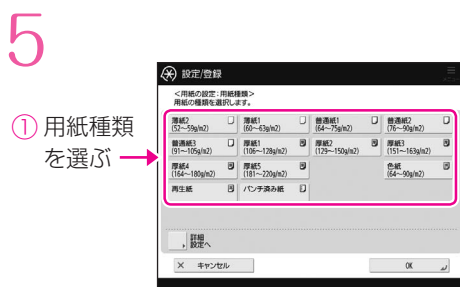 5
① 用紙種類
を選ぶ
設定/登録
<用紙の設定:用紙種類>
用紙の種類を選択します。
薄紙2 薄紙1 普通紙1 普通紙2
(52～59g/m2) (60～63g/m2) (64～75g/m2) (76～90g/m2)
普通紙3 厚紙1 厚紙2 厚紙3
(91～105g/m2) (106～128g/m2) (129～150g/m2) (151～163g/m2)
厚紙4 厚紙5 色紙
(164～180g/m2) (181～220g/m2) (64～90g/m2)
再生紙 パンチ済み紙
詳細
設定へ
× キャンセル OK